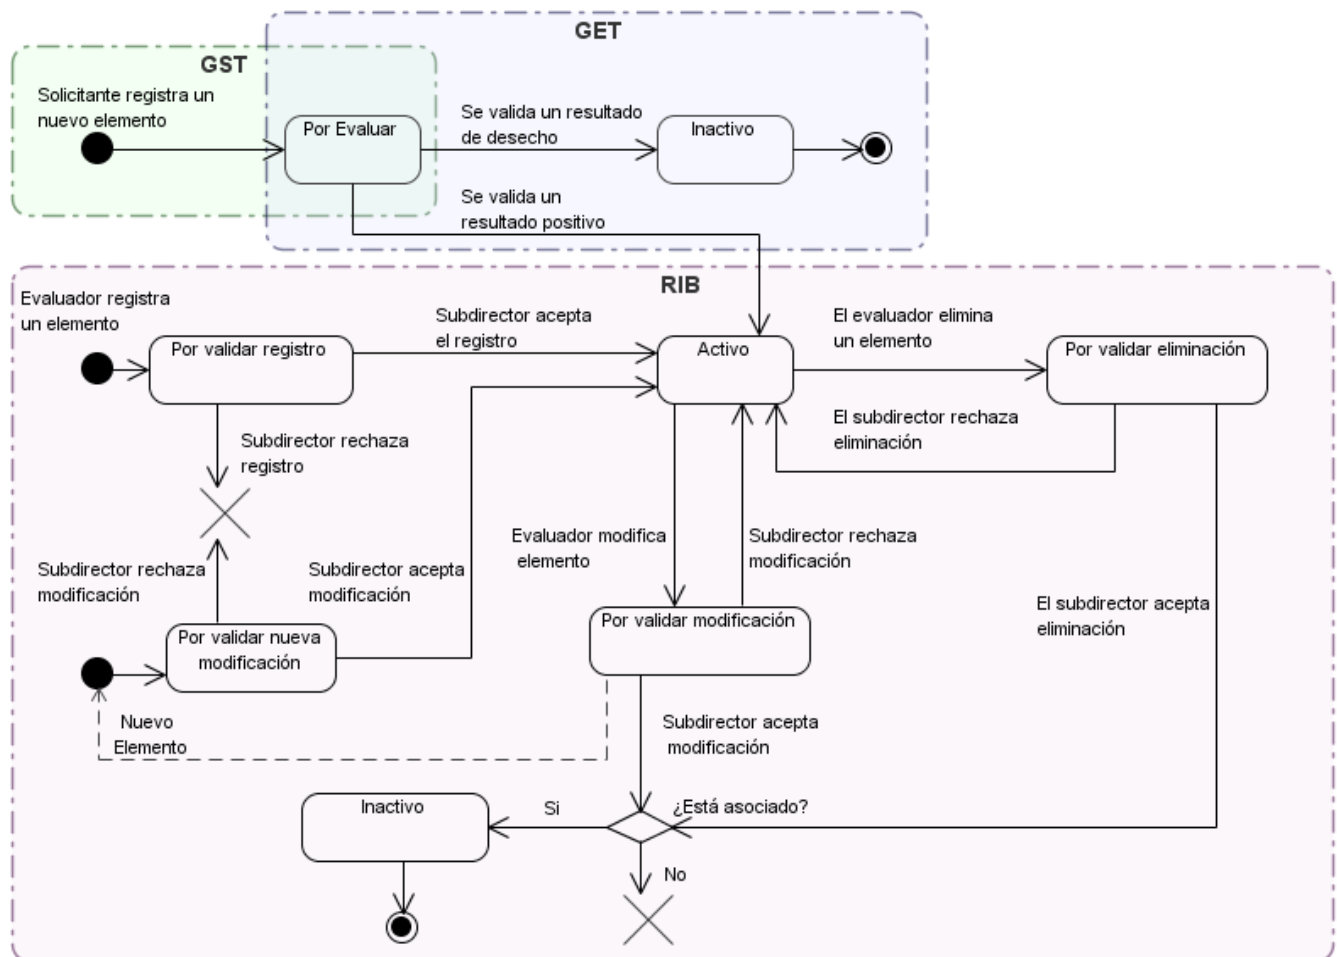 GET
GST
Solicitante registra un
nuevo elemento
Por Evaluar
Se valida un resultado
de desecho
Inactivo
Se valida un
resultado positivo
RIB
Evaluador registra
un elemento
Por validar registro
Subdirector acepta
el registro
Activo
El evaluador elimina
un elemento
Por validar eliminación
El subdirector rechaza
eliminación
Subdirector rechaza
registro
Evaluador modifica
elemento
Subdirector rechaza
modificación
Subdirector rechaza
modificación
Subdirector acepta
modificación
El subdirector acepta
eliminación
Por validar nueva
modificación
Por validar modificación
Nuevo
Elemento
Subdirector acepta
modificación
Inactivo
Si
¿Está asociado?
No